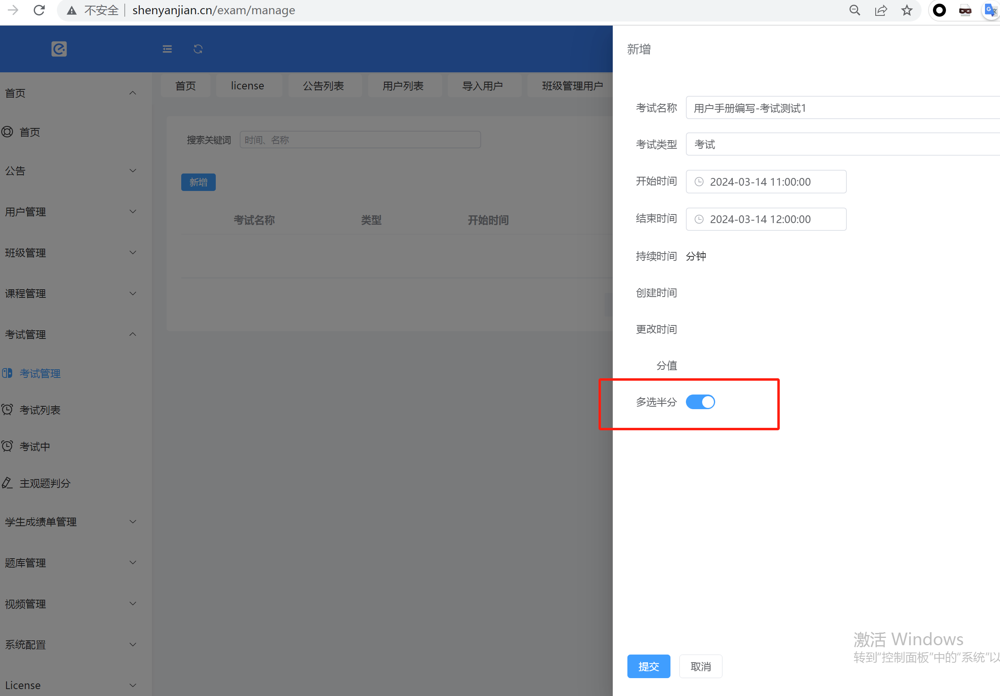 不安全 shenyanjian.cn/exam/manage
首页
首页
公告
用户管理
班级管理
课程管理
考试管理
考试管理
考试列表
考试中
主观题判分
学生成绩单管理
题库管理
视频管理
系统配置
License
首页 license 公告列表 用户列表 导入用户 班级管理用户
搜索关键词 时间、名称
新增
考试名称 类型 开始时间
新增
考试名称 用户手册编写-考试测试1
考试类型 考试
开始时间 2024-03-14 11:00:00
结束时间 2024-03-14 12:00:00
持续时间 分钟
创建时间
更改时间
分值
多选半分
提交 取消
激活 Windows
转到“控制面板”中的“系统”以